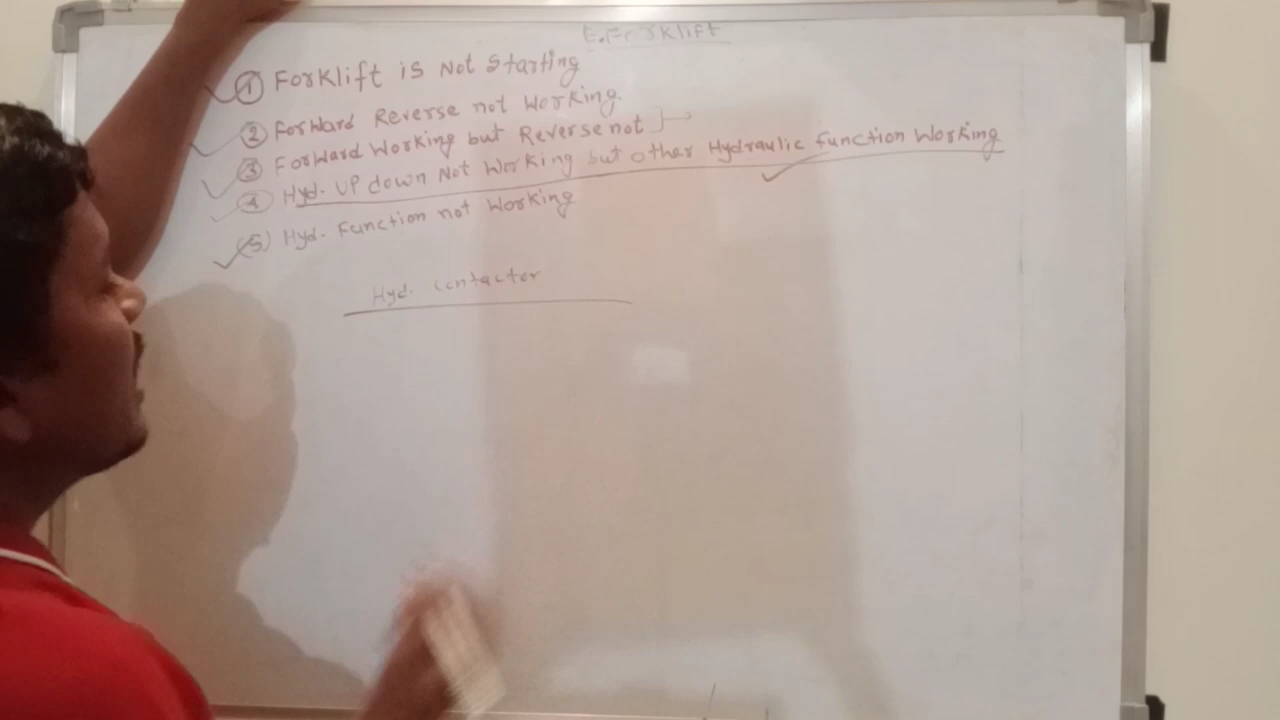 E.Forklift
① Forklift is Not Starting
② Forward Reverse not Working
③ Forward Working but Reverse not
④ Hyd. UP down Not Working but other Hydraulic function Working
(5) Hyd. Function not Working
Hyd. contactor